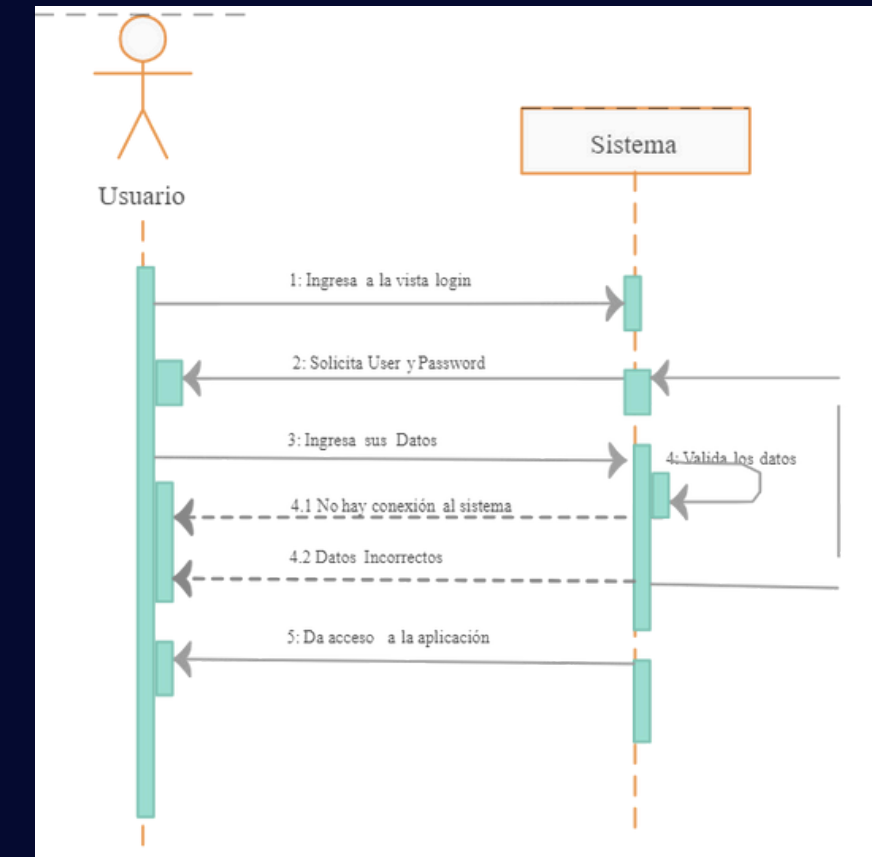 Sistema
Usuario
1: Ingresa a la vista login
2: Solicita User y Password
3: Ingresa sus Datos
4: Valida los datos
4.1 No hay conexión al sistema
4.2 Datos Incorrectos
5: Da acceso a la aplicación